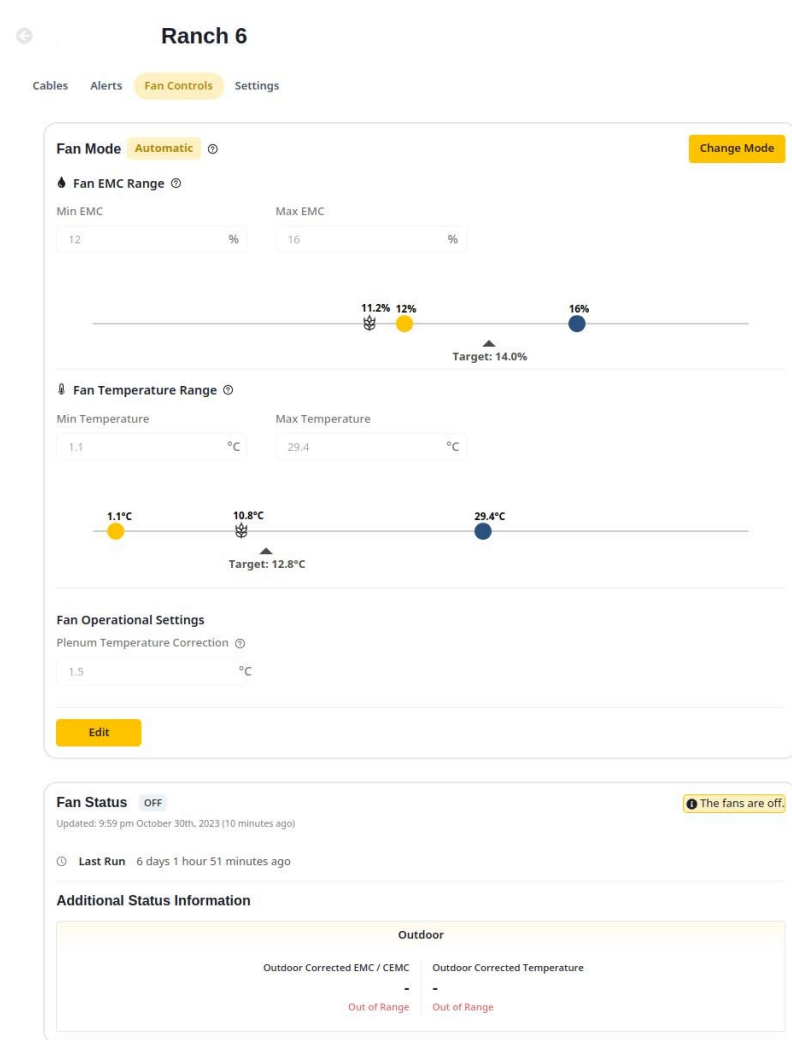 Ranch 6
Cables Alerts Fan Controls Settings
Fan Mode Automatic Change Mode
Fan EMC Range
Min EMC Max EMC
12 % 16 %
11.2% 12% 16%
Target: 14.0%
Fan Temperature Range
Min Temperature Max Temperature
1.1 °C 29.4 °C
1.1°C 10.8°C 29.4°C
Target: 12.8°C
Fan Operational Settings
Plenum Temperature Correction
1.5 °C
Edit
Fan Status OFF The fans are off.
Updated: 9:59 pm October 30th, 2023 (10 minutes ago)
Last Run 6 days 1 hour 51 minutes ago
Additional Status Information
Outdoor
Outdoor Corrected EMC / CEMC Outdoor Corrected Temperature
- -
Out of Range Out of Range